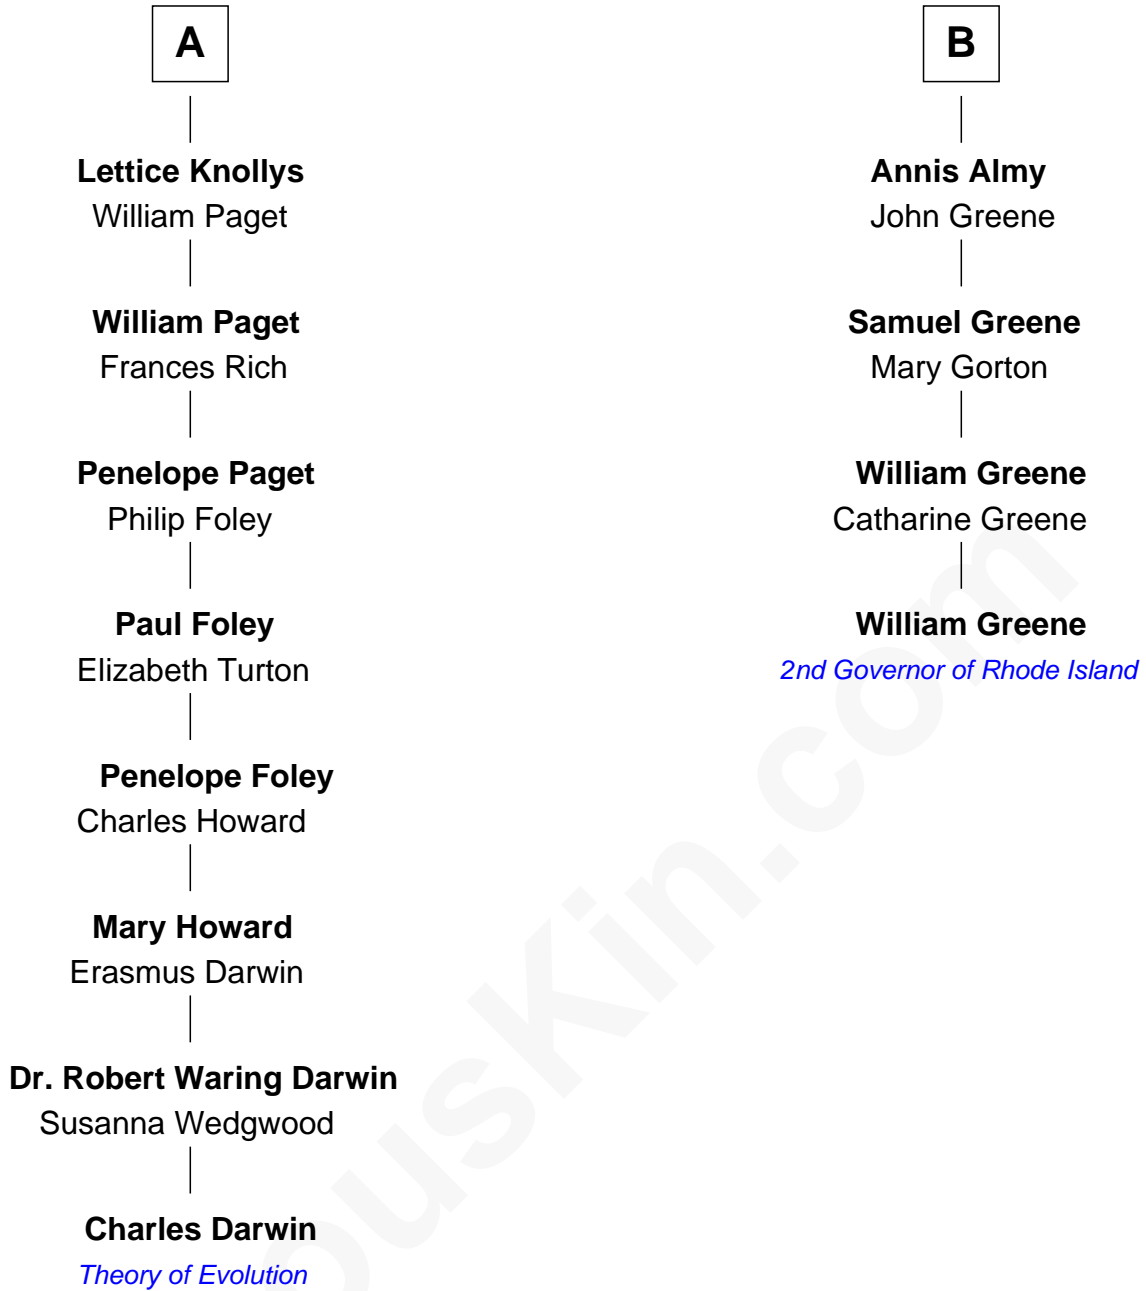 A
Lettice Knollys
William Paget
William Paget
Frances Rich
Penelope Paget
Philip Foley
Paul Foley
Elizabeth Turton
Penelope Foley
Charles Howard
Mary Howard
Erasmus Darwin
Dr. Robert Waring Darwin
Susanna Wedgwood
Charles Darwin
Theory of Evolution
B
Annis Almy
John Greene
Samuel Greene
Mary Gorton
William Greene
Catharine Greene
William Greene
2nd Governor of Rhode Island
ousKin.com